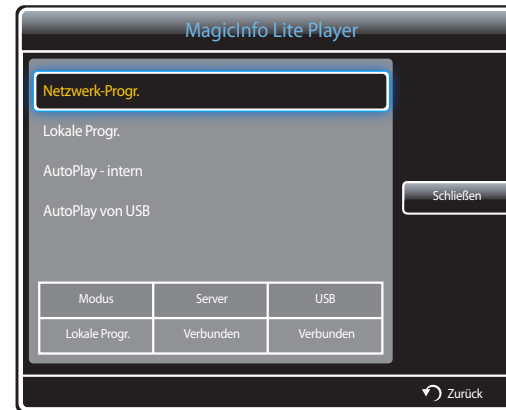 MagicInfo Lite Player
Netzwerk-Progr.
Lokale Progr.
AutoPlay - intern
AutoPlay von USB
Schließen
Modus Server USB
Lokale Progr. Verbunden Verbunden
Zurück